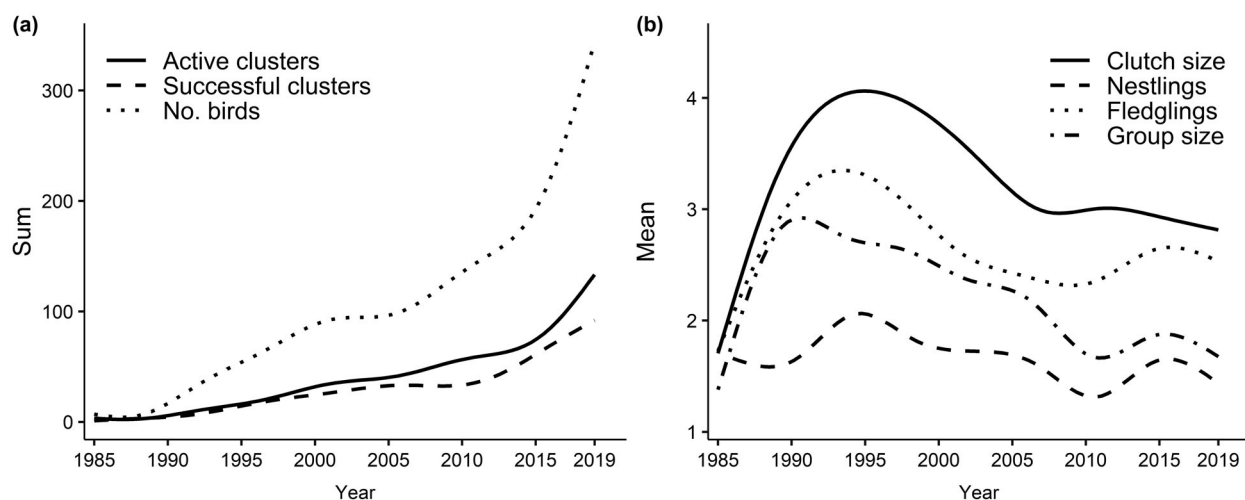 (a)
Active clusters
Successful clusters
No. birds
Sum
300
200
100
0
1985 1990 1995 2000 2005 2010 2015 2019
Year
(b)
Clutch size
Nestlings
Fledglings
Group size
Mean
4
3
2
1
1985 1990 1995 2000 2005 2010 2015 2019
Year